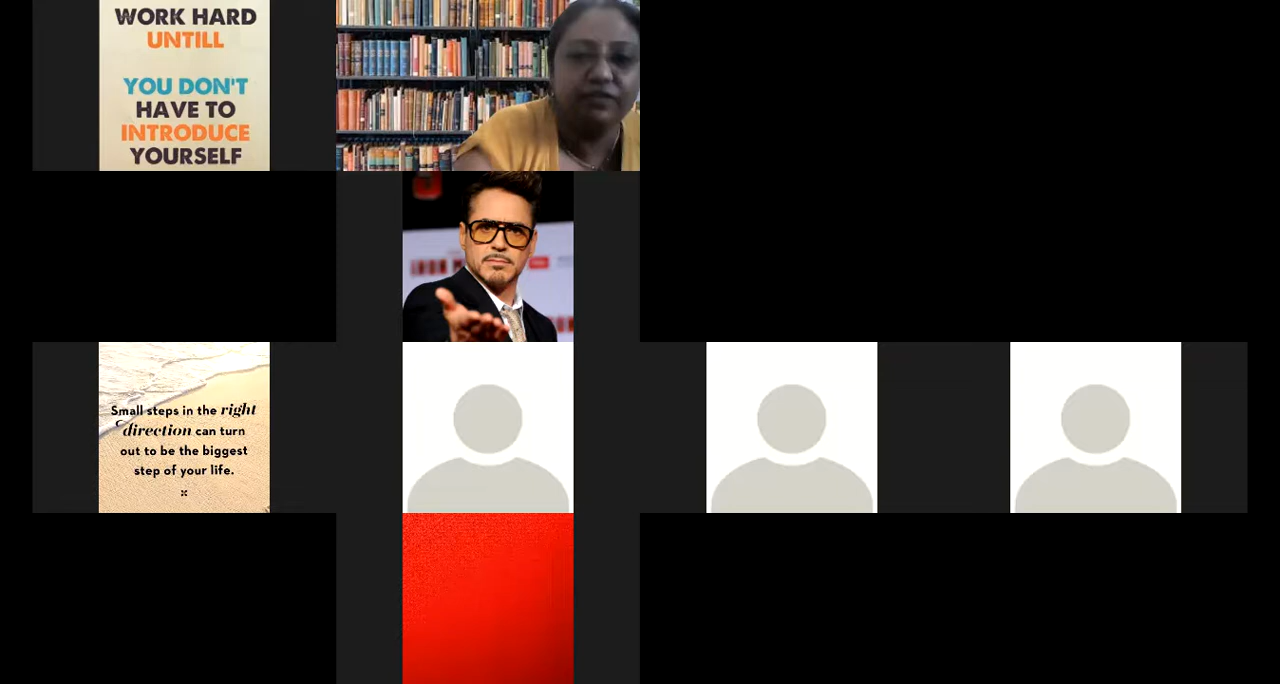 WORK HARD
UNTILL
YOU DON'T
HAVE TO
INTRODUCE
YOURSELF
Small steps in the right
direction can turn
out to be the biggest
step of your life.